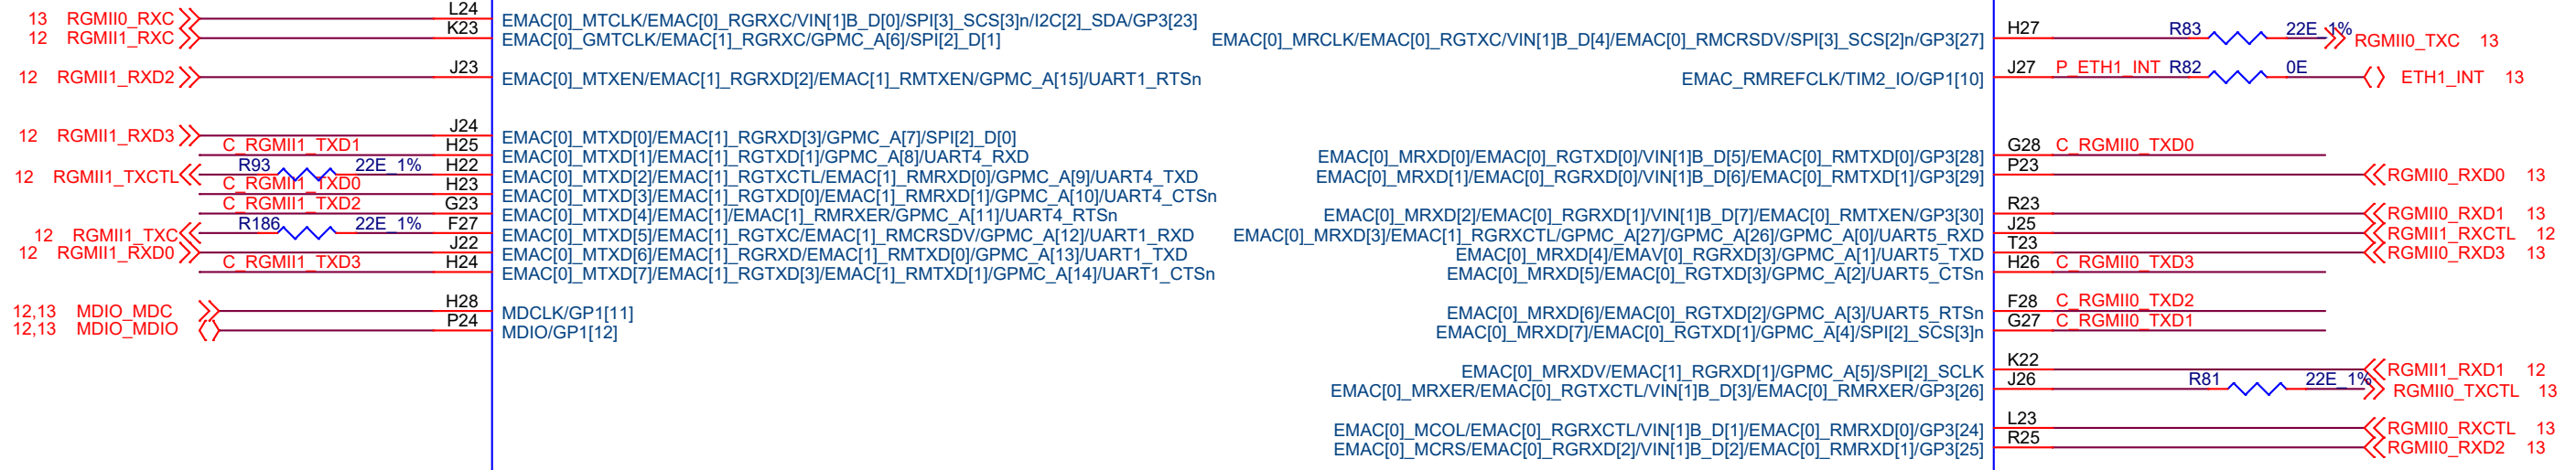 13 RGMII0_RXC L24 EMAC[0]_MTCLK/EMAC[0]_RGRXC/VIN[1]B_D[0]/SPI[3]_SCS[3]n/I2C[2]_SDA/GP3[23]
12 RGMII1_RXC K23 EMAC[0]_GMTCLK/EMAC[1]_RGRXC/GPMC_A[6]/SPI[2]_D[1]
12 RGMII1_RXD2 J23 EMAC[0]_MTXEN/EMAC[1]_RGRXD[2]/EMAC[1]_RMTXEN/GPMC_A[15]/UART1_RTSn
12 RGMII1_RXD3 J24 EMAC[0]_MTXD[0]/EMAC[1]_RGRXD[3]/GPMC_A[7]/SPI[2]_D[0]
C_RGMII1_TXD1 H25 EMAC[0]_MTXD[1]/EMAC[1]_RGTXD[1]/GPMC_A[8]/UART4_RXD
12 RGMII1_TXCTL R93 22E_1% H22 EMAC[0]_MTXD[2]/EMAC[1]_RGTXCTL/EMAC[1]_RMRXD[0]/GPMC_A[9]/UART4_TXD
C_RGMII1_TXD0 H23 EMAC[0]_MTXD[3]/EMAC[1]_RGTXD[0]/EMAC[1]_RMRXD[1]/GPMC_A[10]/UART4_CTSn
C_RGMII1_TXD2 G23 EMAC[0]_MTXD[4]/EMAC[1]/EMAC[1]_RMRXER/GPMC_A[11]/UART4_RTSn
12 RGMII1_TXC R186 22E_1% F27 EMAC[0]_MTXD[5]/EMAC[1]_RGTXC/EMAC[1]_RMCRSDV/GPMC_A[12]/UART1_RXD
12 RGMII1_RXD0 J22 EMAC[0]_MTXD[6]/EMAC[1]_RGRXD/EMAC[1]_RMTXD[0]/GPMC_A[13]/UART1_TXD
C_RGMII1_TXD3 H24 EMAC[0]_MTXD[7]/EMAC[1]_RGTXD[3]/EMAC[1]_RMTXD[1]/GPMC_A[14]/UART1_CTSn
12,13 MDIO_MDC H28 MDCLK/GP1[11]
12,13 MDIO_MDIO P24 MDIO/GP1[12]
EMAC[0]_MRCLK/EMAC[0]_RGTXC/VIN[1]B_D[4]/EMAC[0]_RMCRSDV/SPI[3]_SCS[2]n/GP3[27] H27 R83 22E_1% RGMII0_TXC 13
EMAC_RMREFCLK/TIM2_IO/GP1[10] J27 P_ETH1_INT R82 0E ETH1_INT 13
EMAC[0]_MRXD[0]/EMAC[0]_RGTXD[0]/VIN[1]B_D[5]/EMAC[0]_RMTXD[0]/GP3[28] G28 C_RGMII0_TXD0
EMAC[0]_MRXD[1]/EMAC[0]_RGRXD[0]/VIN[1]B_D[6]/EMAC[0]_RMTXD[1]/GP3[29] P23 RGMII0_RXD0 13
EMAC[0]_MRXD[2]/EMAC[0]_RGRXD[1]/VIN[1]B_D[7]/EMAC[0]_RMTXEN/GP3[30] R23 RGMII0_RXD1 13
EMAC[0]_MRXD[3]/EMAC[1]_RGRXCTL/GPMC_A[27]/GPMC_A[26]/GPMC_A[0]/UART5_RXD J25 RGMII1_RXCTL 12
EMAC[0]_MRXD[4]/EMAV[0]_RGRXD[3]/GPMC_A[1]/UART5_TXD T23 RGMII0_RXD3 13
EMAC[0]_MRXD[5]/EMAC[0]_RGTXD[3]/GPMC_A[2]/UART5_CTSn H26 C_RGMII0_TXD3
EMAC[0]_MRXD[6]/EMAC[0]_RGTXD[2]/GPMC_A[3]/UART5_RTSn F28 C_RGMII0_TXD2
EMAC[0]_MRXD[7]/EMAC[0]_RGTXD[1]/GPMC_A[4]/SPI[2]_SCS[3]n G27 C_RGMII0_TXD1
EMAC[0]_MRXDV/EMAC[1]_RGRXD[1]/GPMC_A[5]/SPI[2]_SCLK K22 RGMII1_RXD1 12
EMAC[0]_MRXER/EMAC[0]_RGTXCTL/VIN[1]B_D[3]/EMAC[0]_RMRXER/GP3[26] J26 R81 22E_1% RGMII0_TXCTL 13
EMAC[0]_MCOL/EMAC[0]_RGRXCTL/VIN[1]B_D[1]/EMAC[0]_RMRXD[0]/GP3[24] L23 RGMII0_RXCTL 13
EMAC[0]_MCRS/EMAC[0]_RGRXD[2]/VIN[1]B_D[2]/EMAC[0]_RMRXD[1]/GP3[25] R25 RGMII0_RXD2 13